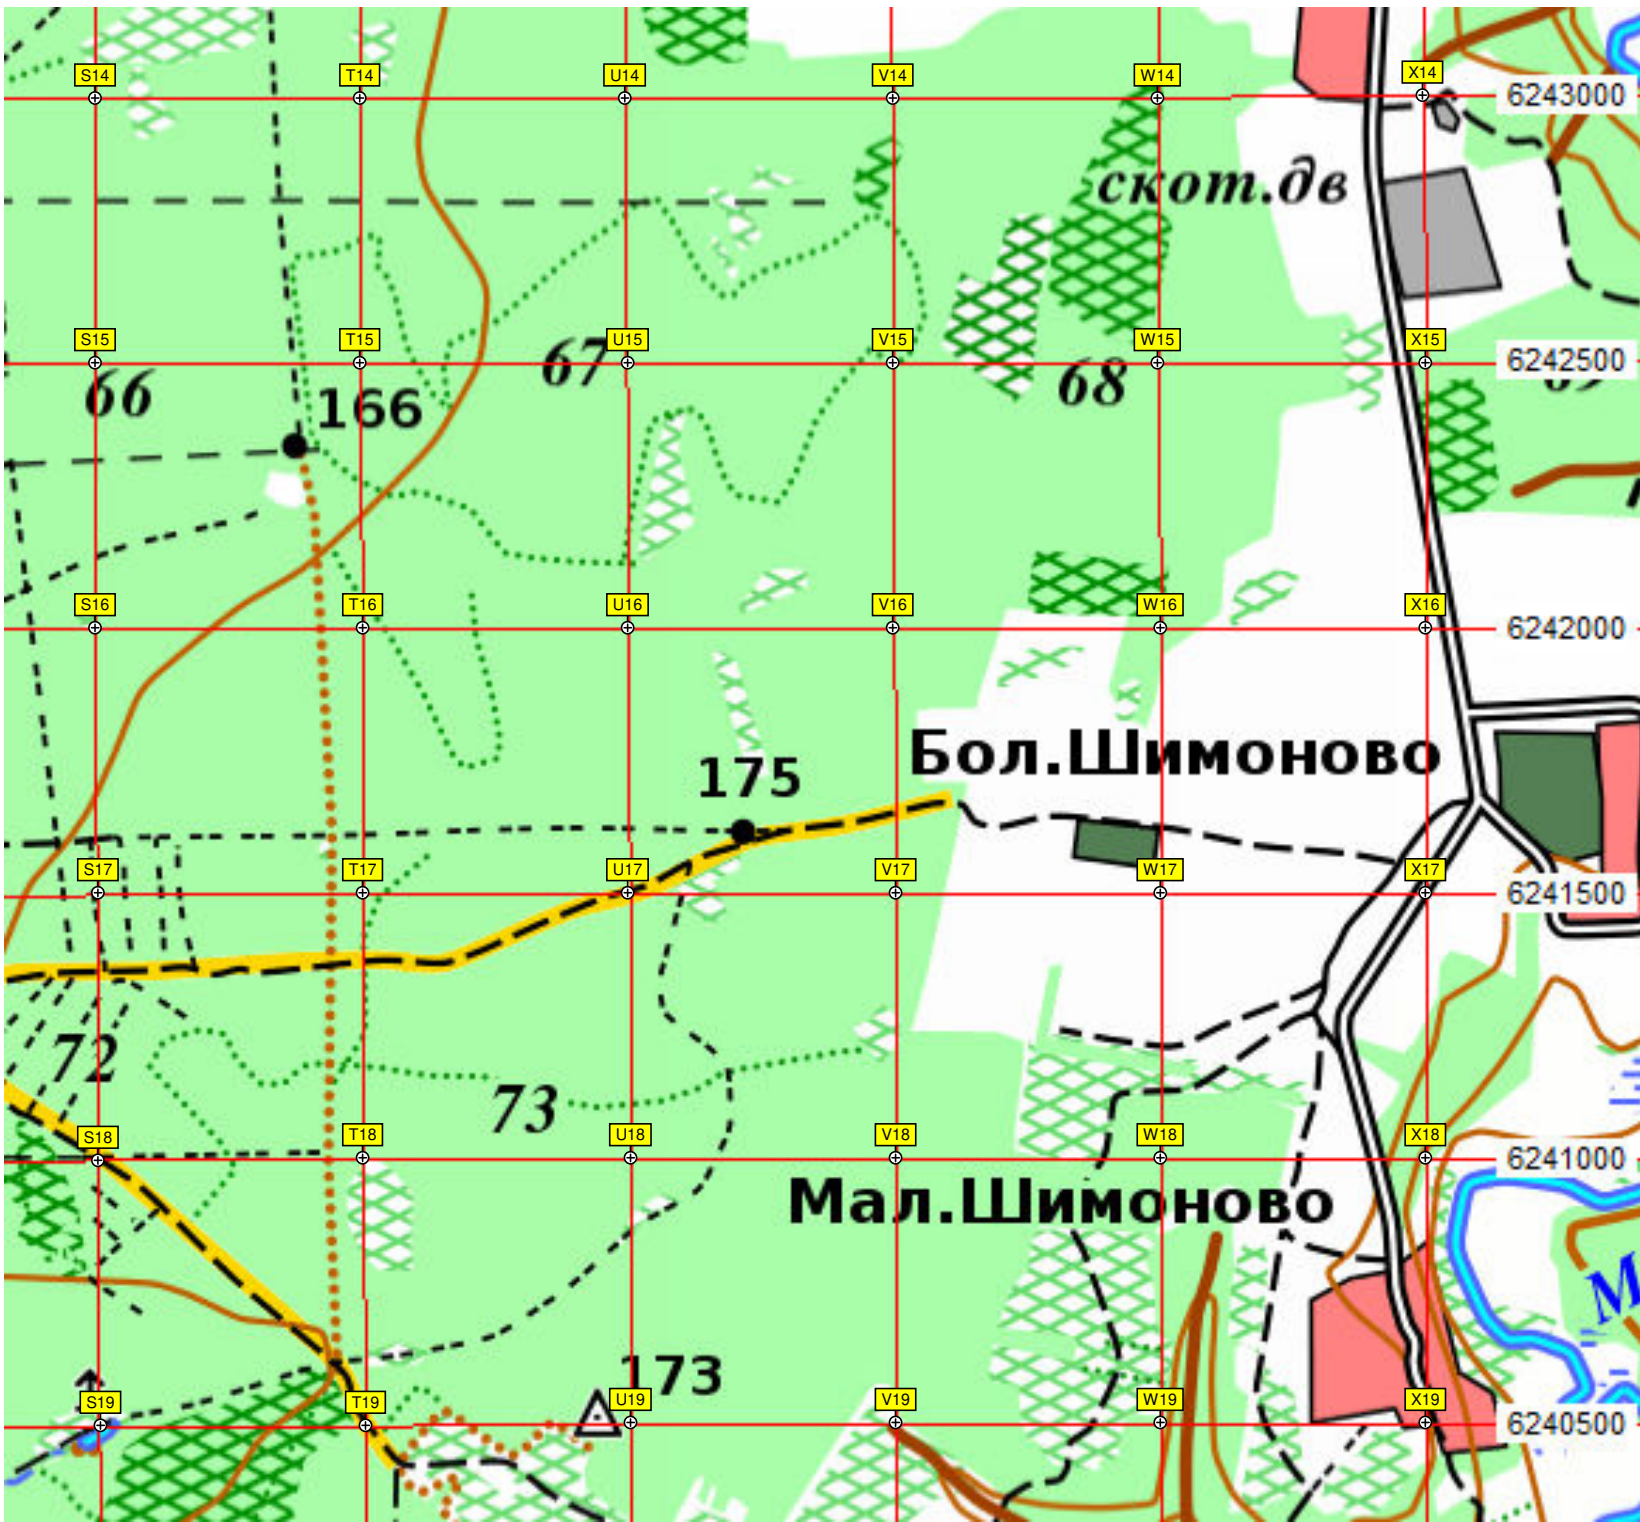 S14 T14 U14 V14 W14 X14
6243000
скот.дв
S15 T15 U15 V15 W15 X15
6242500
66 67 68
166
S16 T16 U16 V16 W16 X16
6242000
Бол.Шимоново
175
S17 T17 U17 V17 W17 X17
6241500
72 73
S18 T18 U18 V18 W18 X18
6241000
Мал.Шимоново
М
173
S19 T19 U19 V19 W19 X19
6240500